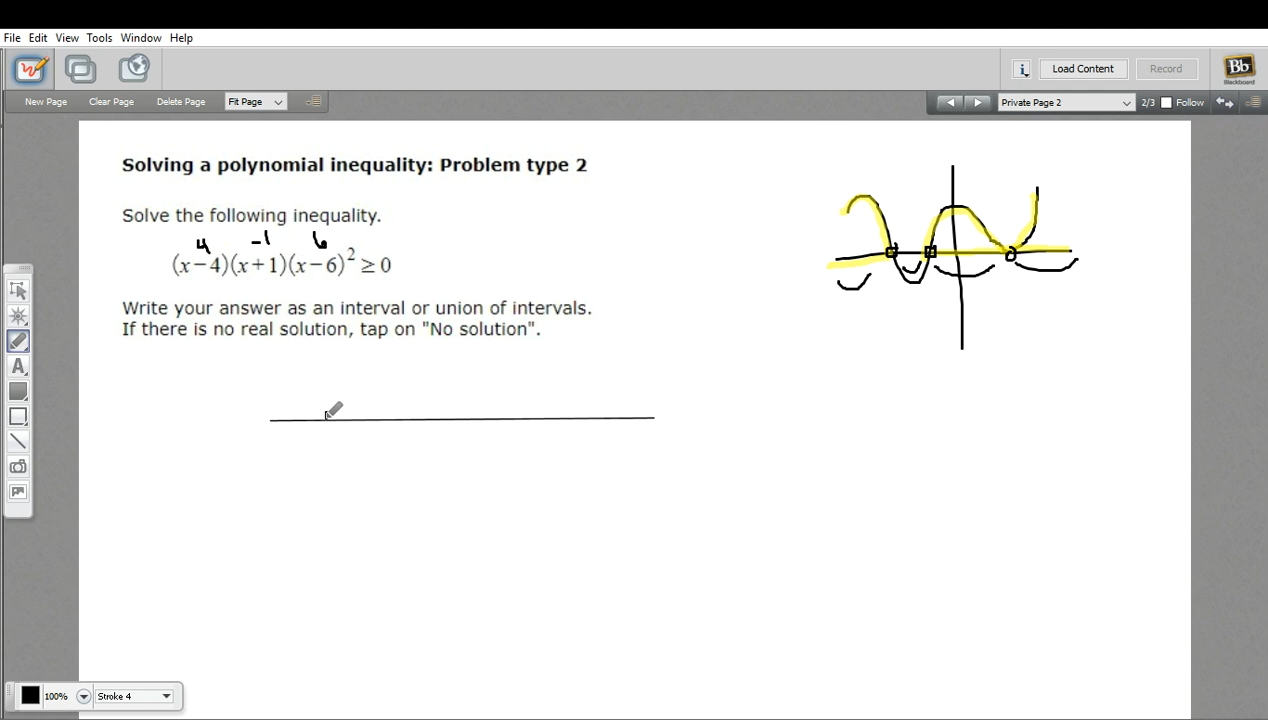 File Edit View Tools Window Help
Load Content Record Bb Blackboard
New Page Clear Page Delete Page Fit Page Private Page 2 2/3 Follow
Solving a polynomial inequality: Problem type 2
Solve the following inequality.
4 -1 6
(x−4)(x+1)(x−6)² ≥ 0
Write your answer as an interval or union of intervals.
If there is no real solution, tap on "No solution".
A
100% Stroke 4